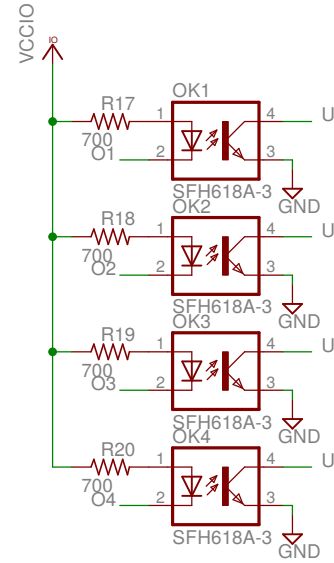 VCCIO
IO
OK1
R17
1
4
U
700
O1
2
3
SFH618A-3
GND
OK2
R18
1
4
U
700
O2
2
3
SFH618A-3
GND
OK3
R19
1
4
U
700
O3
2
3
SFH618A-3
GND
OK4
R20
1
4
U
700
O4
2
3
SFH618A-3
GND